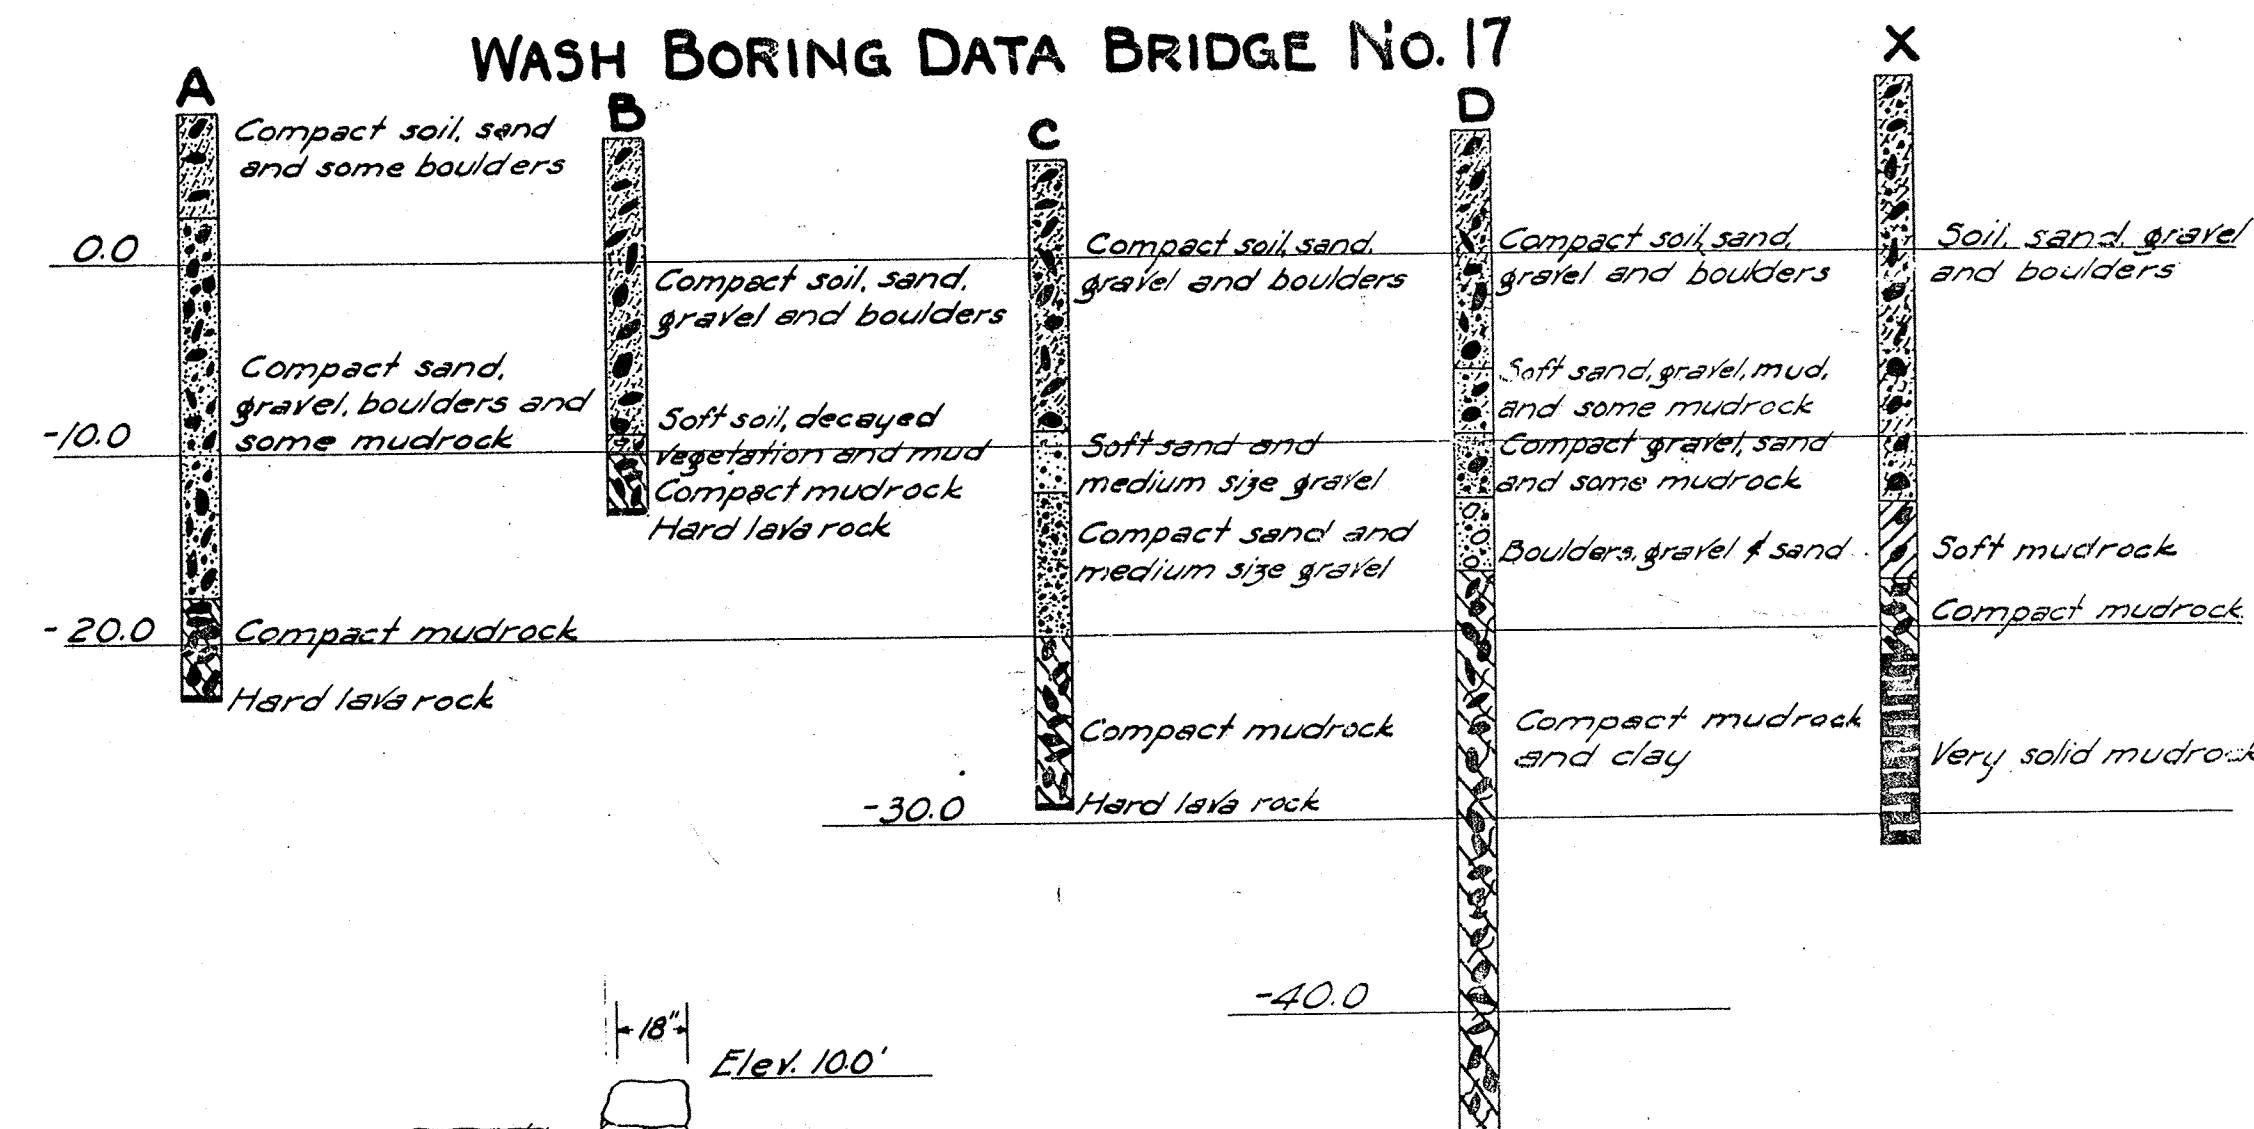 WASH BORING DATA BRIDGE NO. 17
A
Compact soil, sand
and some boulders
Compact sand,
gravel, boulders and
some mudrock
Compact mudrock
Hard lava rock
B
Compact soil, sand,
gravel and boulders
Soft soil, decayed
vegetation and mud
Compact mudrock
Hard lava rock
C
Compact soil, sand,
gravel and boulders
Soft sand and
medium size gravel
Compact sand and
medium size gravel
Compact mudrock
Hard lava rock
D
Compact soil, sand,
gravel and boulders
Soft sand, gravel, mud,
and some mudrock
Compact gravel, sand
and some mudrock
Boulders, gravel & sand
Compact mudrock
and clay
X
Soil, sand, gravel
and boulders
Soft mudrock
Compact mudrock
Very solid mudrock
0.0
-10.0
-20.0
-30.0
-40.0
18"
Elev. 10.0'